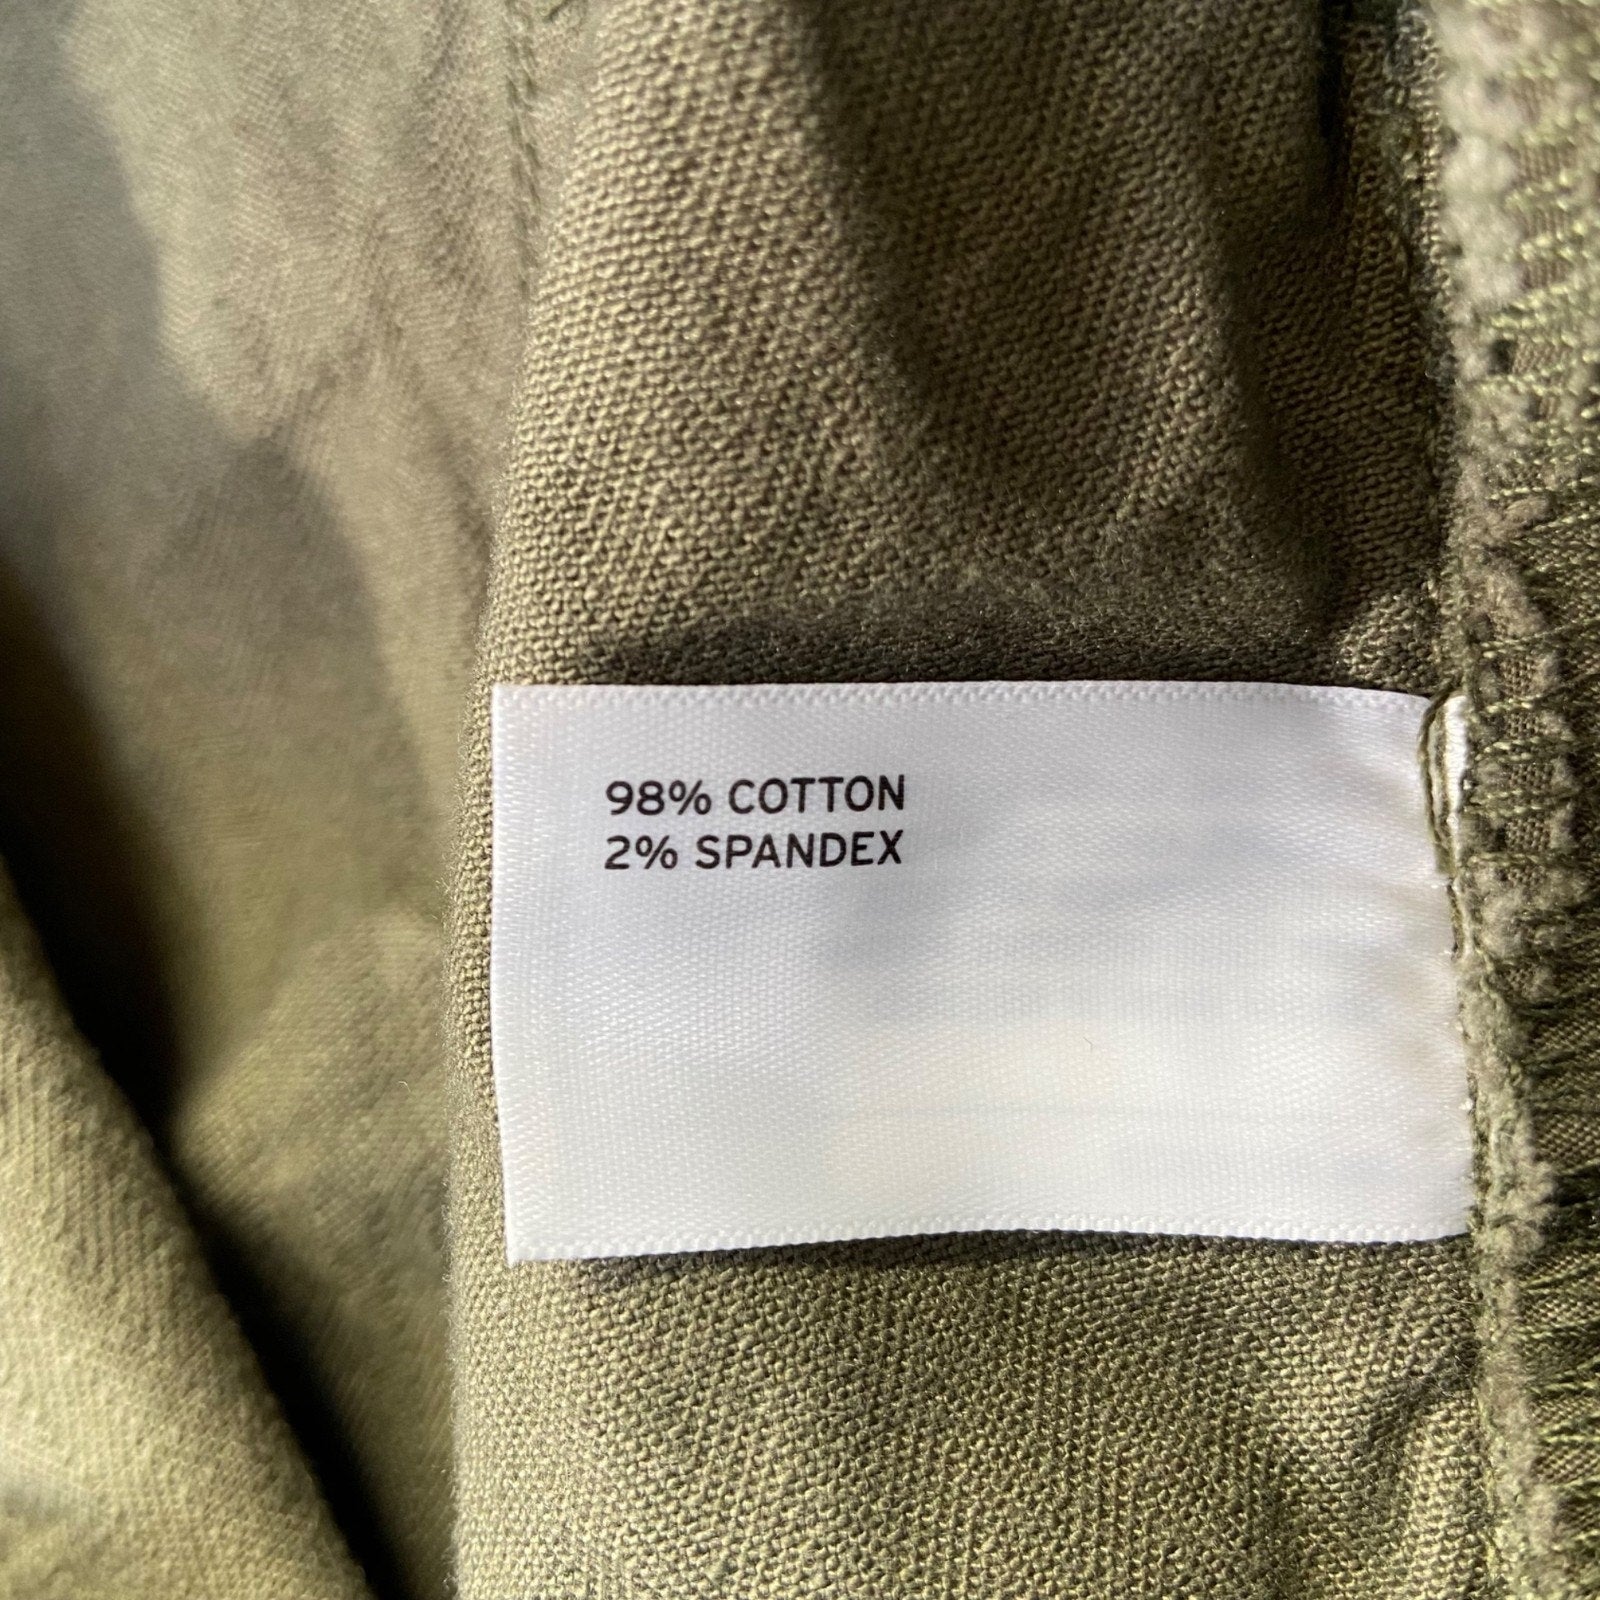 98% COTTON
2% SPANDEX